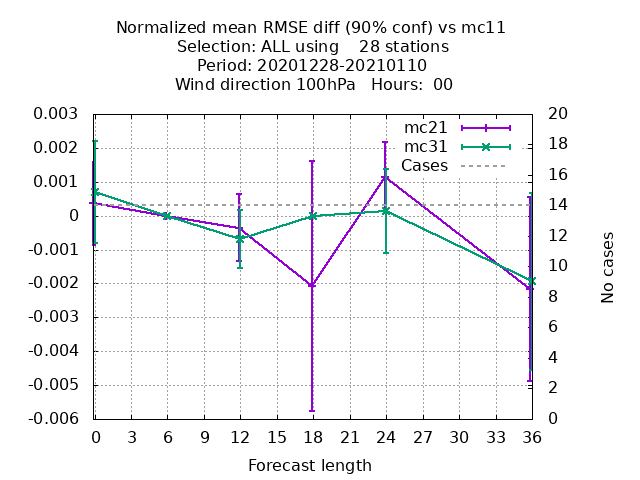 Normalized mean RMSE diff (90% conf) vs mc11
Selection: ALL using    28 stations
Period: 20201228-20210110
Wind direction 100hPa   Hours:  00
mc21
mc31
Cases
0.003
0.002
0.001
0
-0.001
-0.002
-0.003
-0.004
-0.005
-0.006
20
18
16
14
12
10
8
6
4
2
0
No cases
0 3 6 9 12 15 18 21 24 27 30 33 36
Forecast length